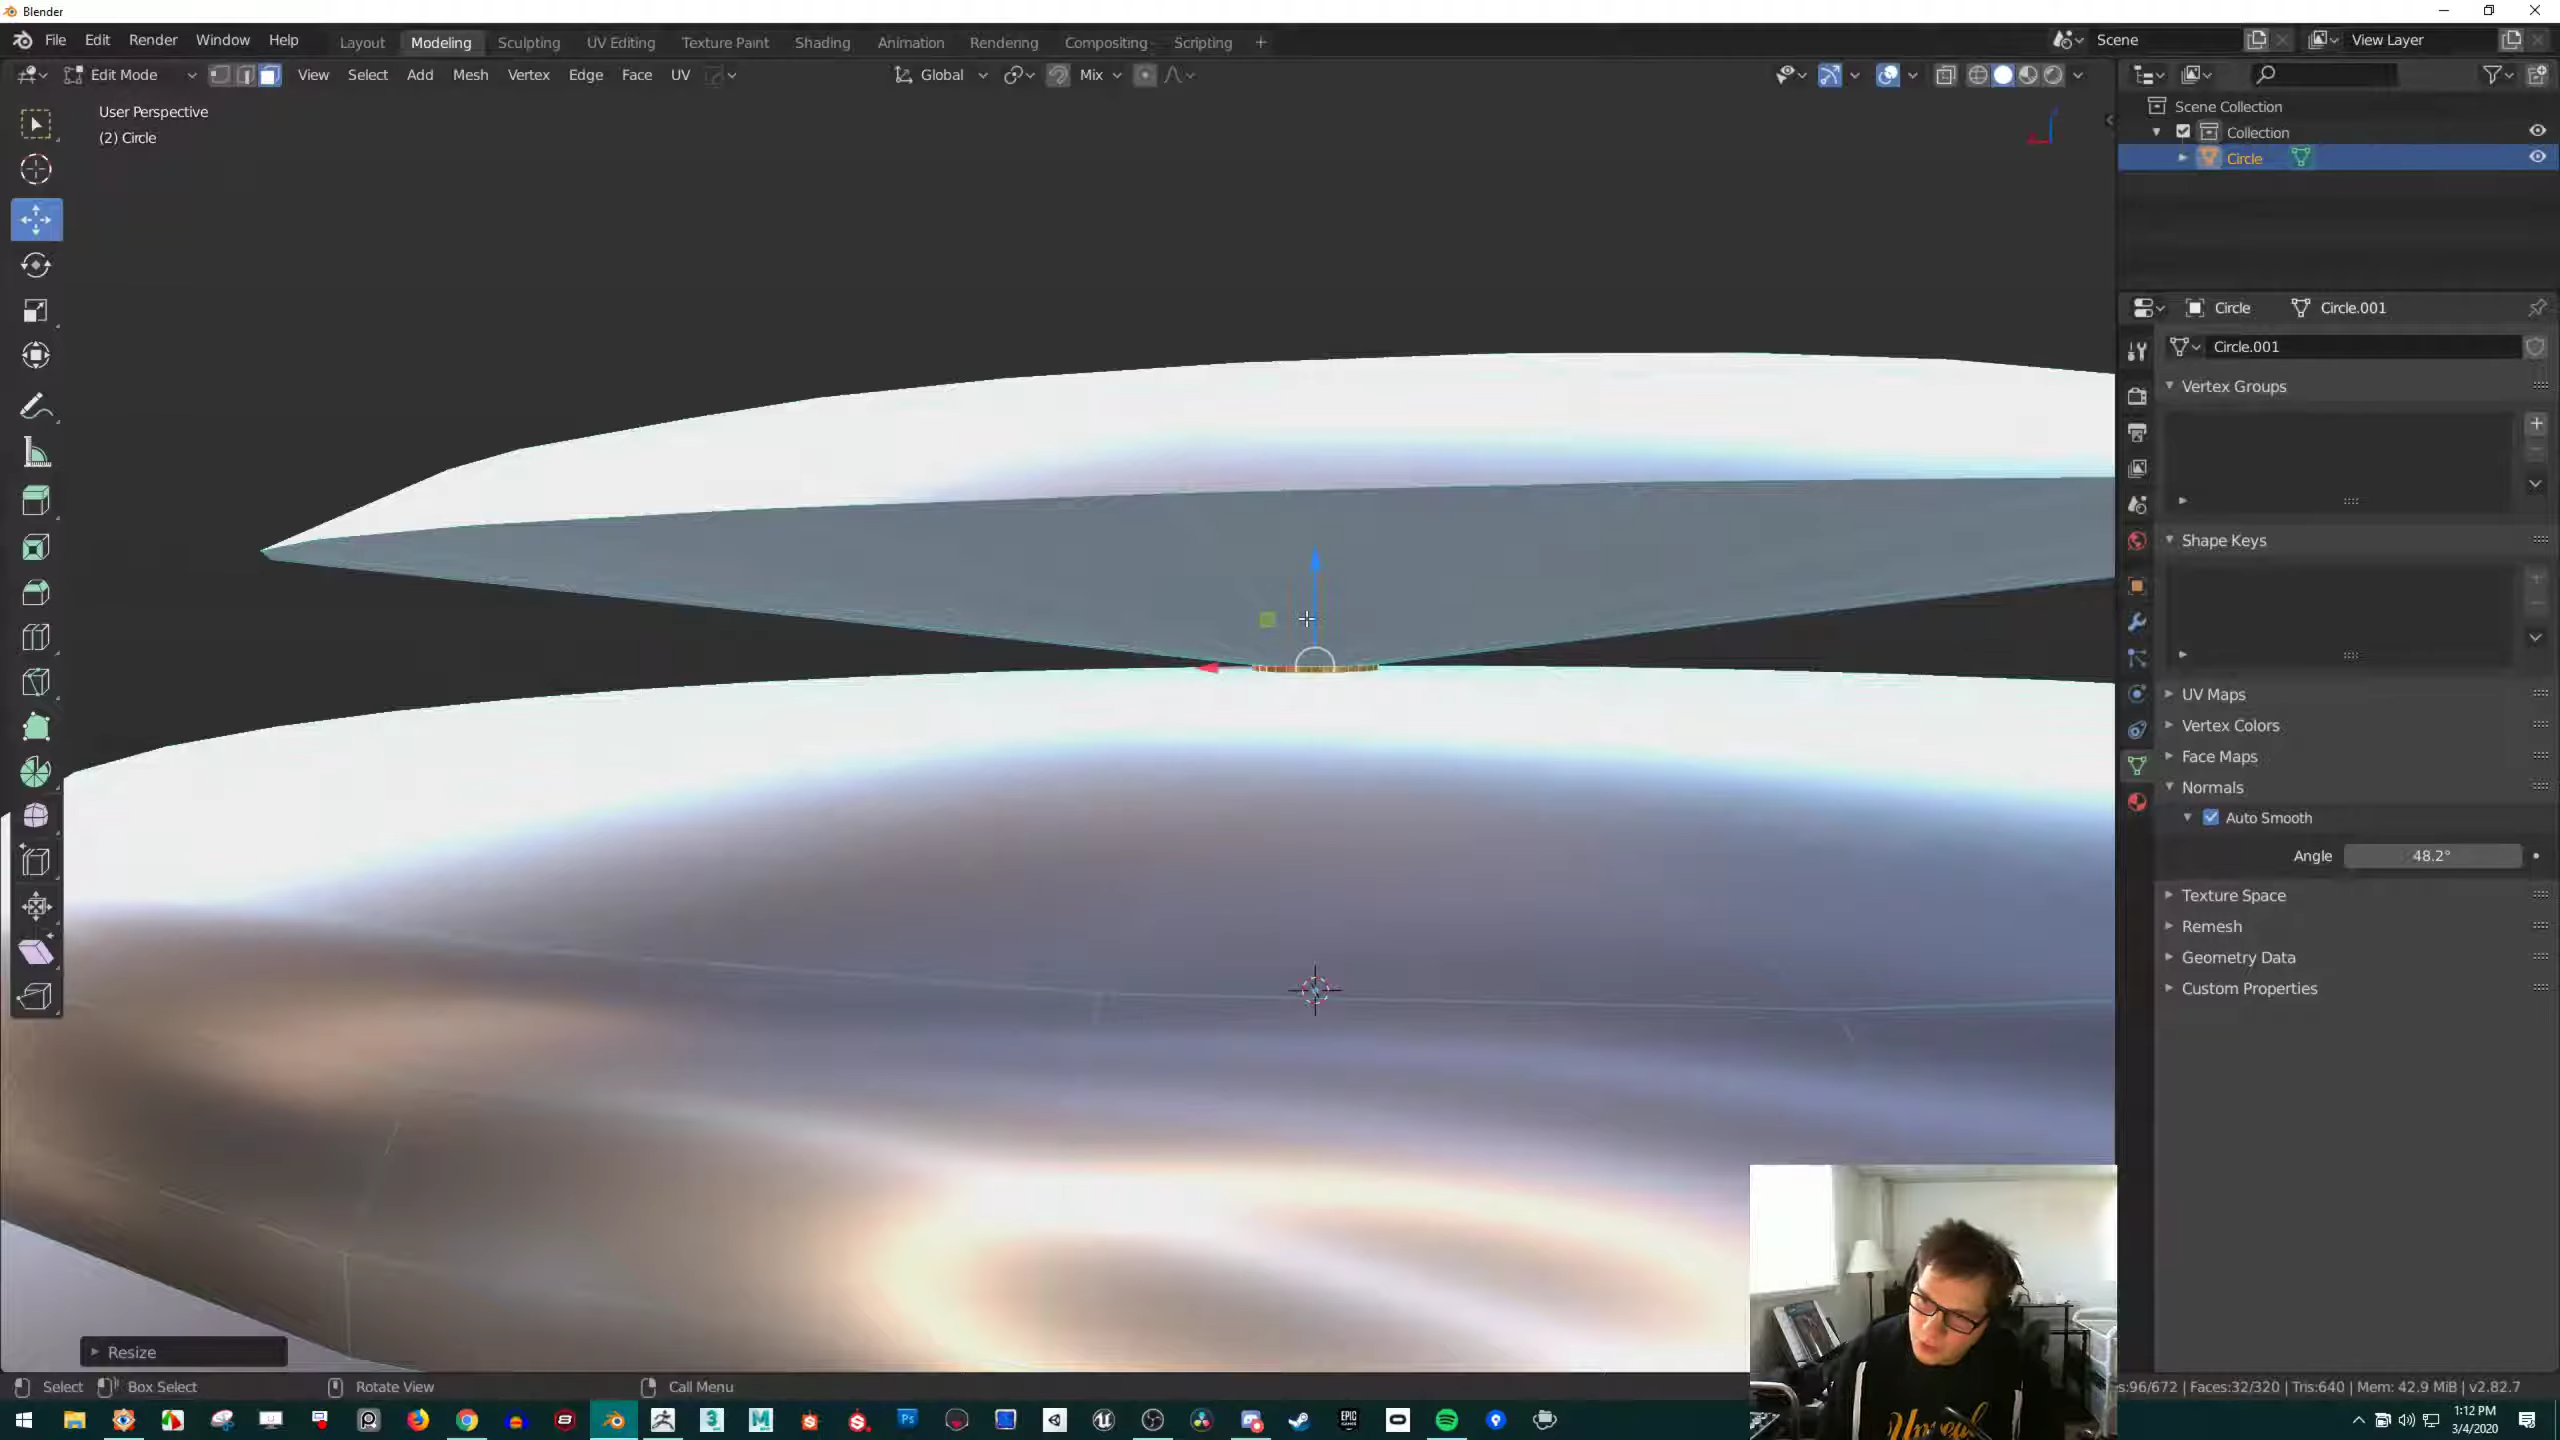 Blender
File Edit Render Window Help Layout Modeling Sculpting UV Editing Texture Paint Shading Animation Rendering Compositing Scripting + Scene View Layer
Edit Mode View Select Add Mesh Vertex Edge Face UV Global Mix
User Perspective
(2) Circle
Scene Collection
Collection
Circle
Circle Circle.001
Circle.001
Vertex Groups
Shape Keys
UV Maps
Vertex Colors
Face Maps
Normals
Auto Smooth
Angle 48.2°
Texture Space
Remesh
Geometry Data
Custom Properties
Resize
Select Box Select Rotate View Call Menu s:96/672 | Faces:32/320 | Tris:640 | Mem: 42.9 MiB | v2.82.7
Unreal
Ps
3
M
EPIC GAMES
1:12 PM
3/4/2020